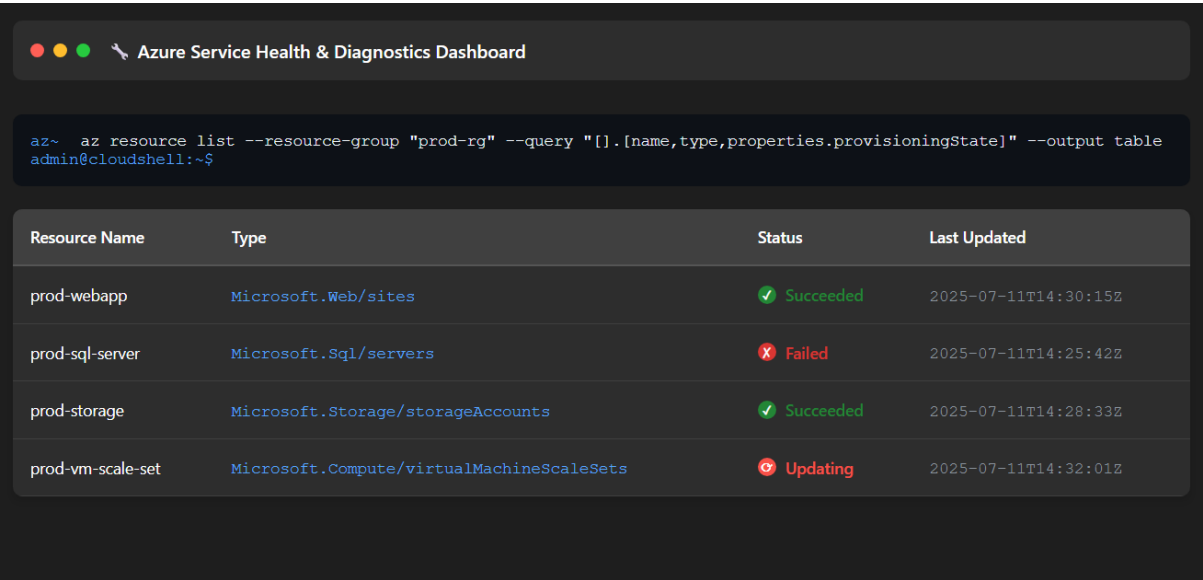 Azure Service Health & Diagnostics Dashboard
az~ az resource list --resource-group "prod-rg" --query "[].[name,type,properties.provisioningState]" --output table
admin@cloudshell:~$
Resource Name Type Status Last Updated
prod-webapp Microsoft.Web/sites Succeeded 2025-07-11T14:30:15Z
prod-sql-server Microsoft.Sql/servers Failed 2025-07-11T14:25:42Z
prod-storage Microsoft.Storage/storageAccounts Succeeded 2025-07-11T14:28:33Z
prod-vm-scale-set Microsoft.Compute/virtualMachineScaleSets Updating 2025-07-11T14:32:01Z